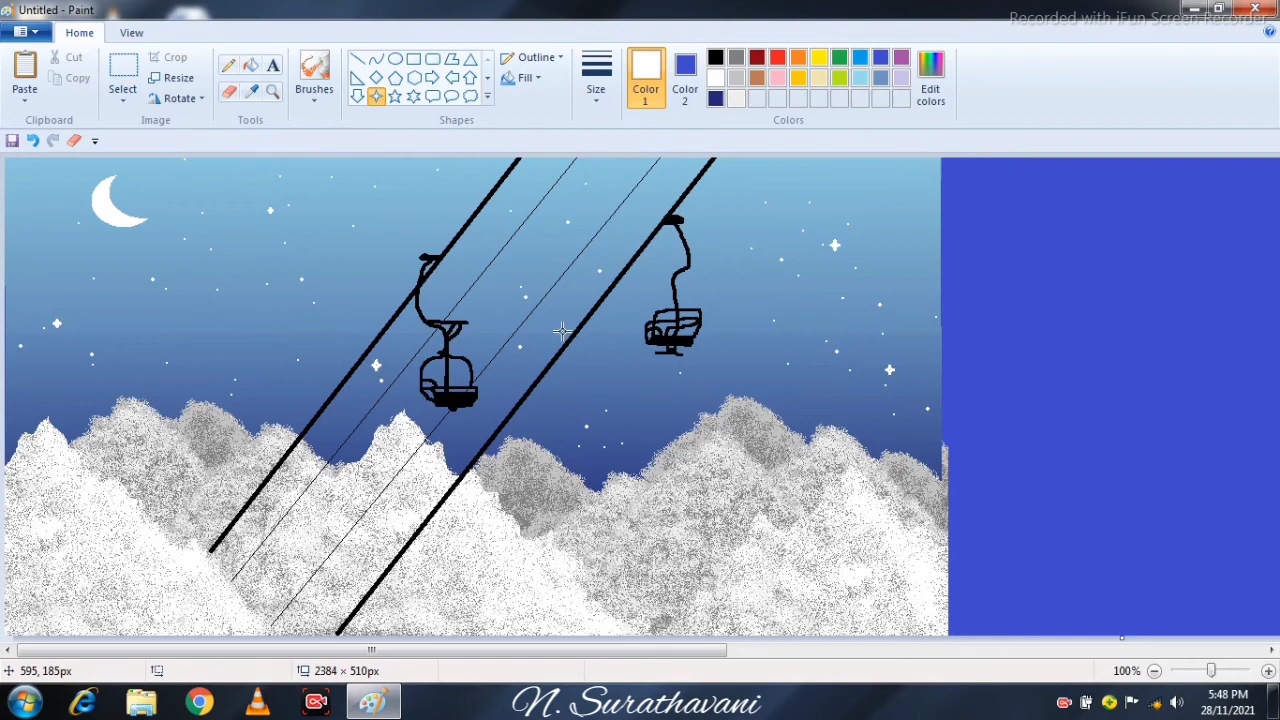 Untitled - Paint
Recorded with iFun Screen Recorder
Home View
Paste
Cut
Copy
Clipboard
Select
Crop
Resize
Rotate
Image
Tools
Brushes
Shapes
Outline
Fill
Size
Color 1
Color 2
Edit colors
Colors
595, 185px
2384 × 510px
100%
N. Surathavani
5:48 PM
28/11/2021